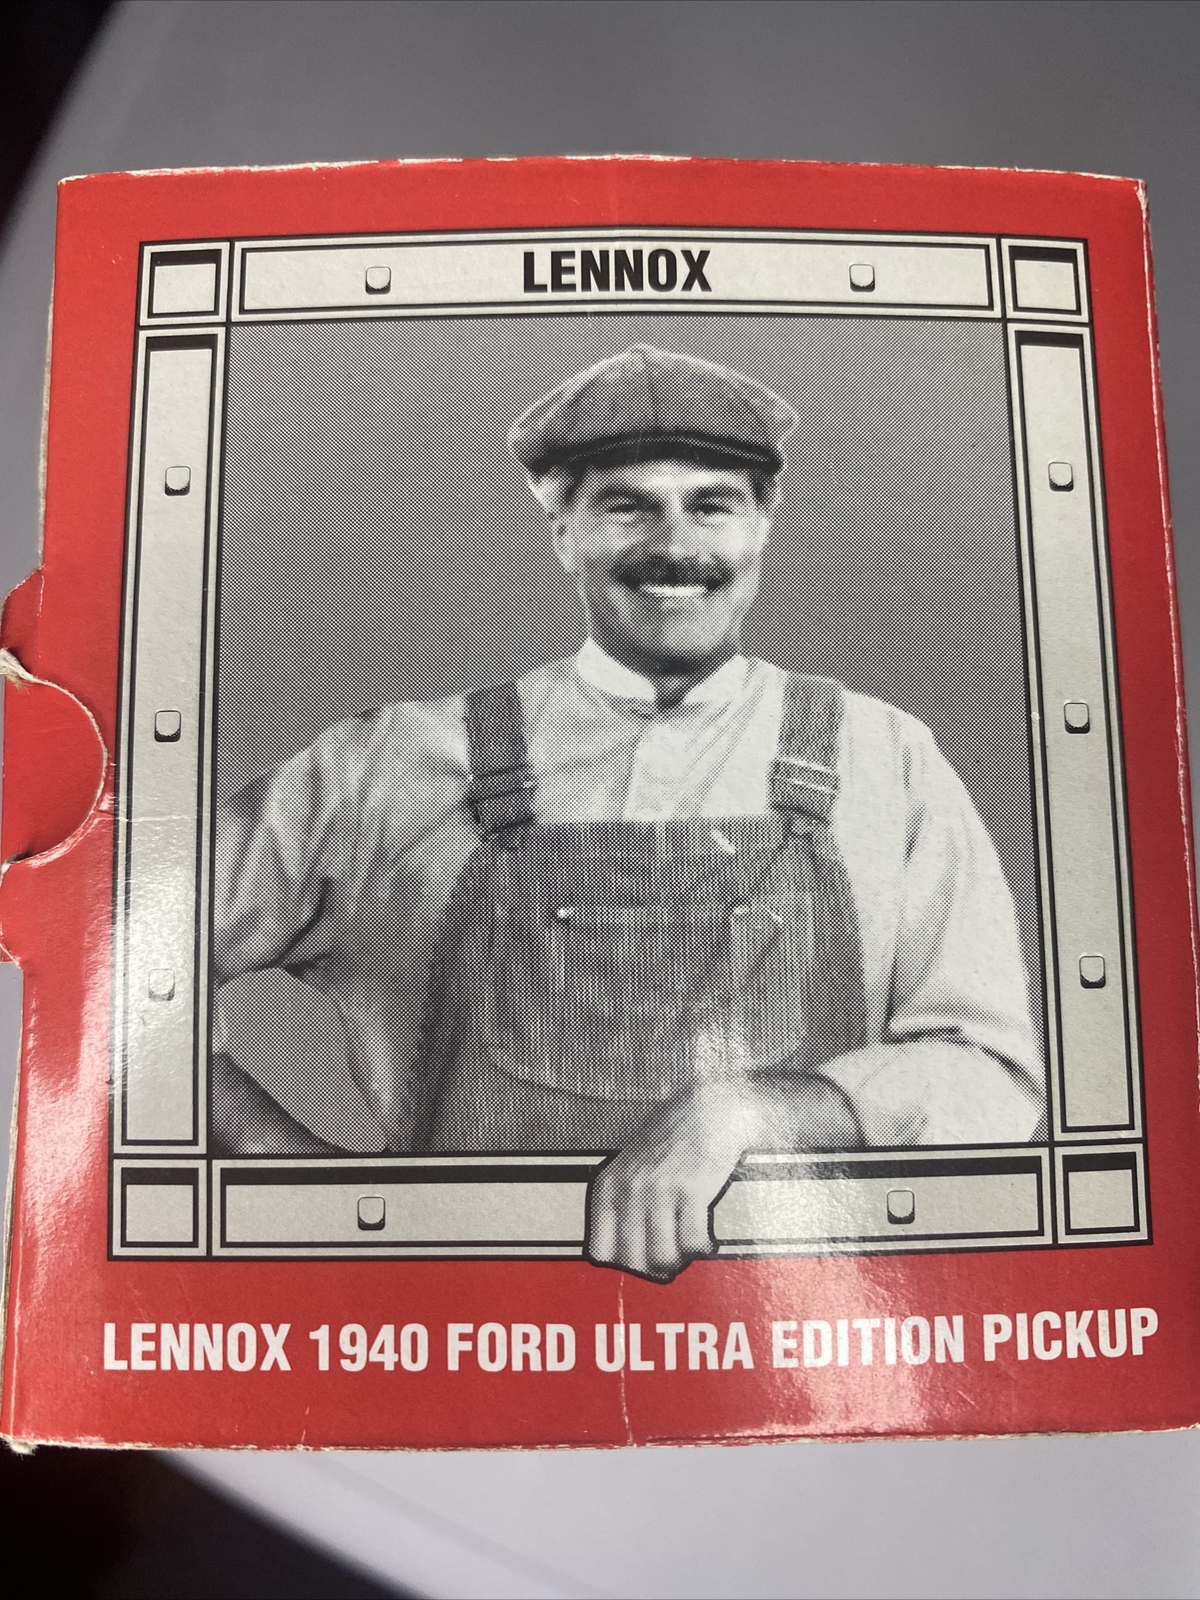 LENNOX
LENNOX 1940 FORD ULTRA EDITION PICKUP